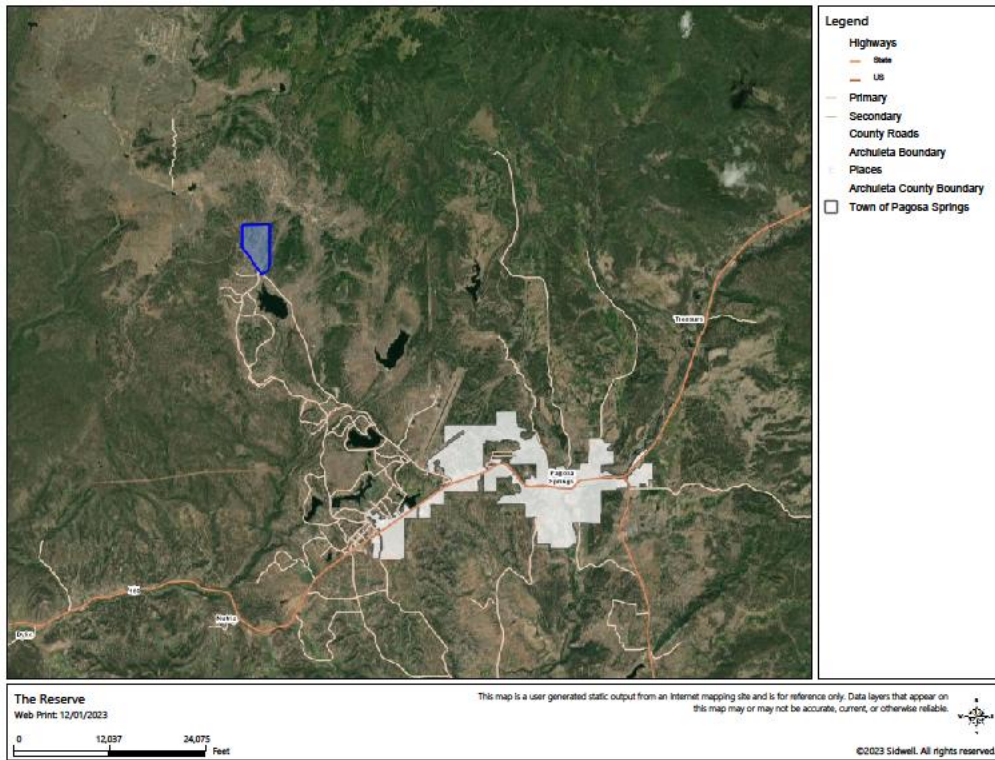 Legend
Highways
State
US
Primary
Secondary
County Roads
Archuleta Boundary
Places
Archuleta County Boundary
Town of Pagosa Springs
Treasure
Pagosa
Springs
Dyke
The Reserve
Web Print: 12/01/2023
0 12,037 24,075
Feet
This map is a user generated static output from an Internet mapping site and is for reference only. Data layers that appear on
this map may or may not be accurate, current, or otherwise reliable.
©2023 Sidwell. All rights reserved.